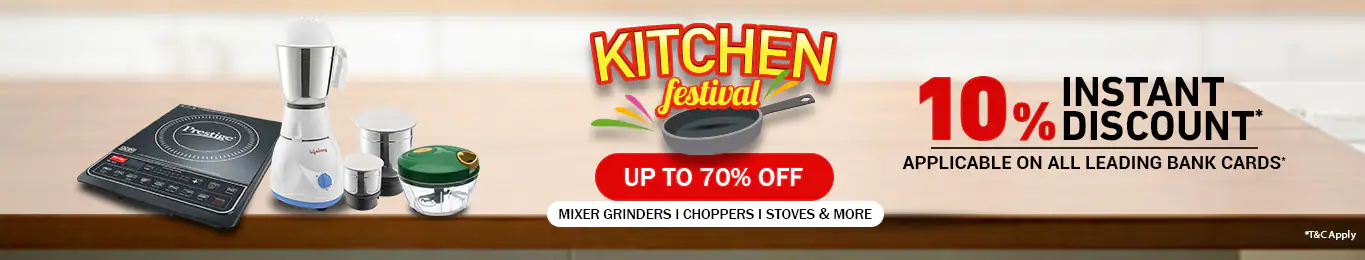 Prestige
lifelong
KITCHEN
festival
UP TO 70% OFF
MIXER GRINDERS I CHOPPERS I STOVES & MORE
10% INSTANT
DISCOUNT*
APPLICABLE ON ALL LEADING BANK CARDS*
*T&C Apply